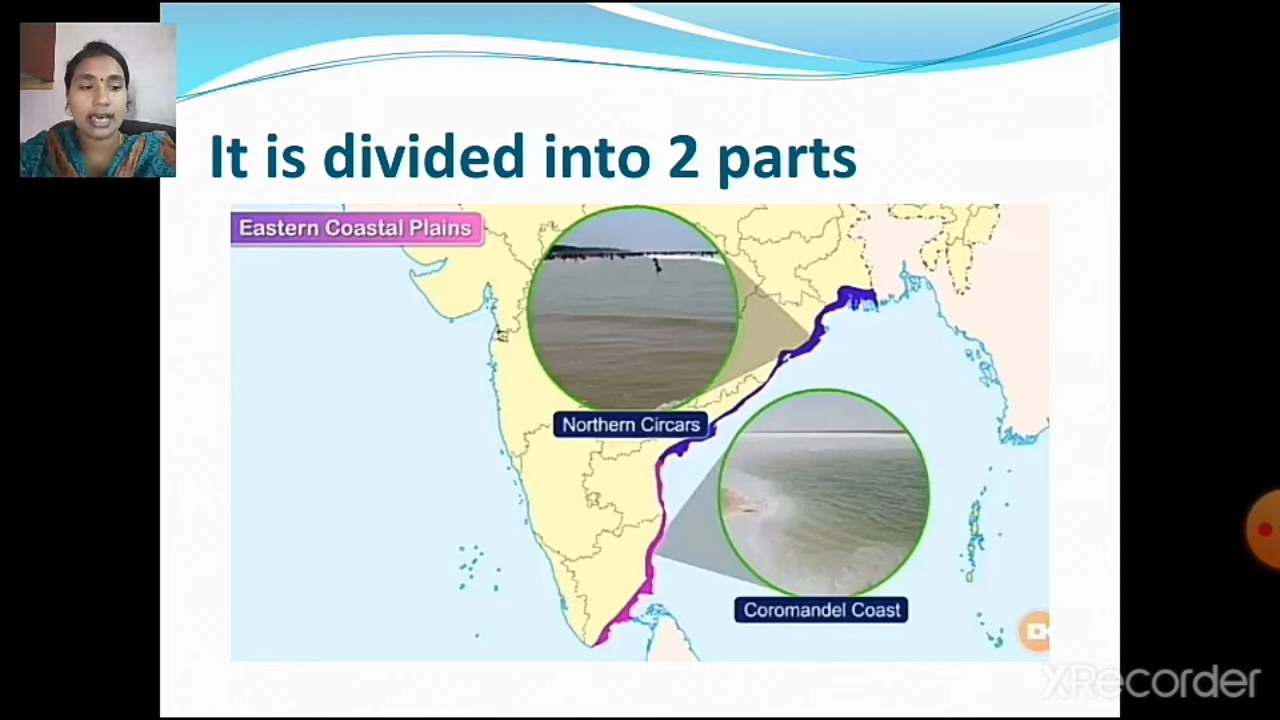 It is divided into 2 parts
Eastern Coastal Plains
Northern Circars
Coromandel Coast
XRecorder